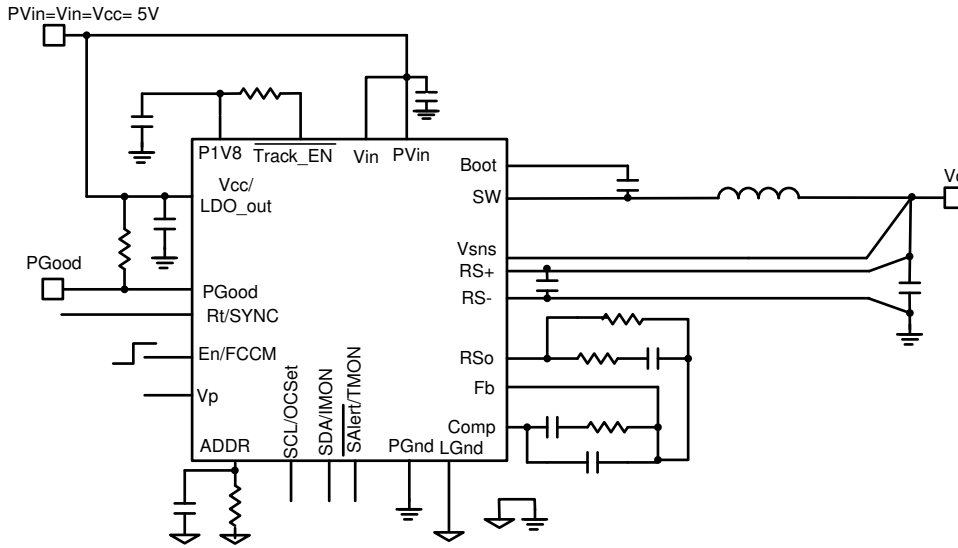 PVin=Vin=Vcc= 5V
P1V8
Track_EN
Vin
PVin
Boot
Vcc/
LDO_out
SW
Vsns
RS+
RS-
PGood
PGood
Rt/SYNC
En/FCCM
Vp
ADDR
SCL/OCSet
SDA/IMON
SAlert/TMON
PGnd
LGnd
RSo
Fb
Comp